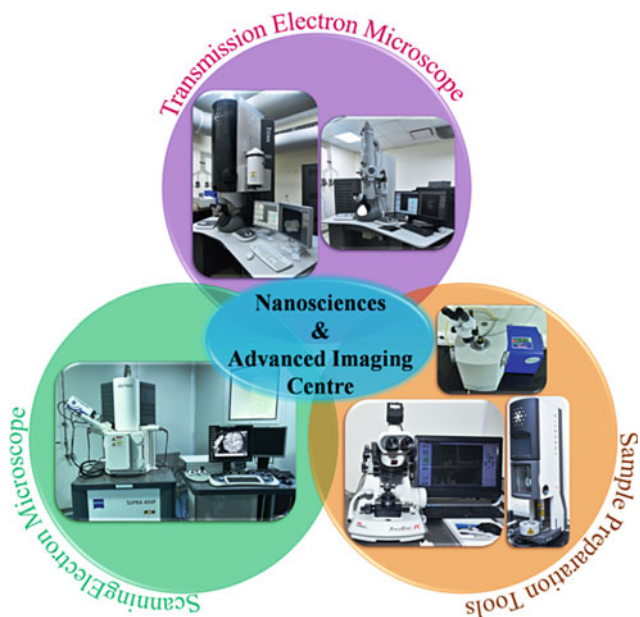 Transmission Electron Microscope
Nanosciences
&
Advanced Imaging
Centre
ScanningElectron Microscope
SUPRA 40VP
Sample Preparation Tools